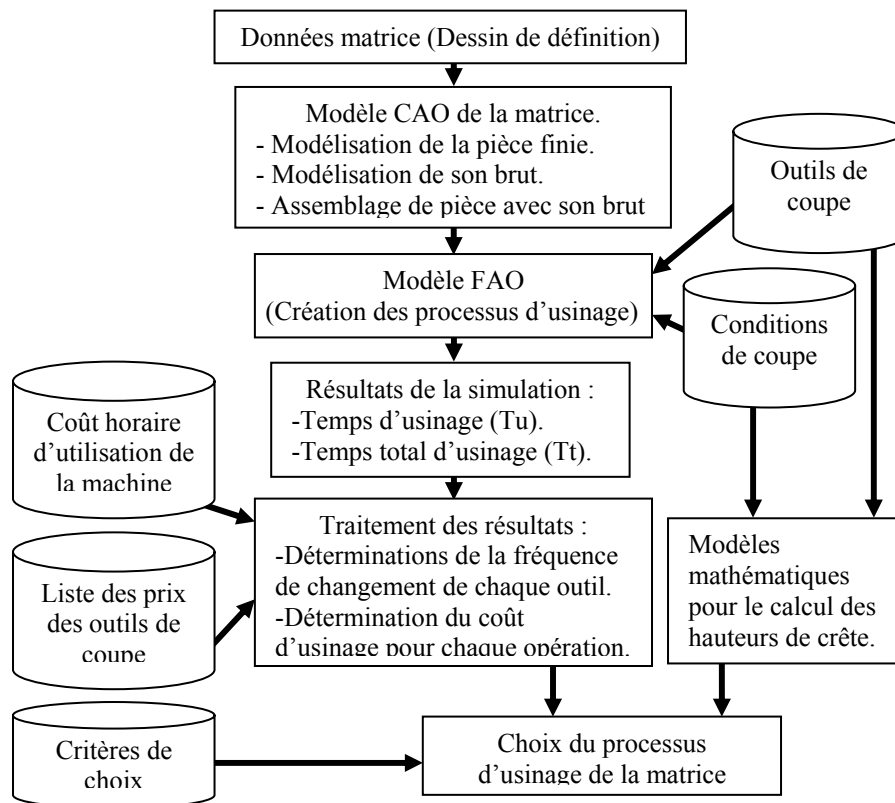 Données matrice (Dessin de définition)
Modèle CAO de la matrice.
- Modélisation de la pièce finie.
- Modélisation de son brut.
- Assemblage de pièce avec son brut
Outils de
coupe
Modèle FAO
(Création des processus d’usinage)
Conditions
de coupe
Résultats de la simulation :
-Temps d’usinage (Tu).
-Temps total d’usinage (Tt).
Coût horaire
d’utilisation de
la machine
Traitement des résultats :
-Déterminations de la fréquence
de changement de chaque outil.
-Détermination du coût
d’usinage pour chaque opération.
Liste des prix
des outils de
coupe
Modèles
mathématiques
pour le calcul des
hauteurs de crête.
Critères de
choix
Choix du processus
d’usinage de la matrice